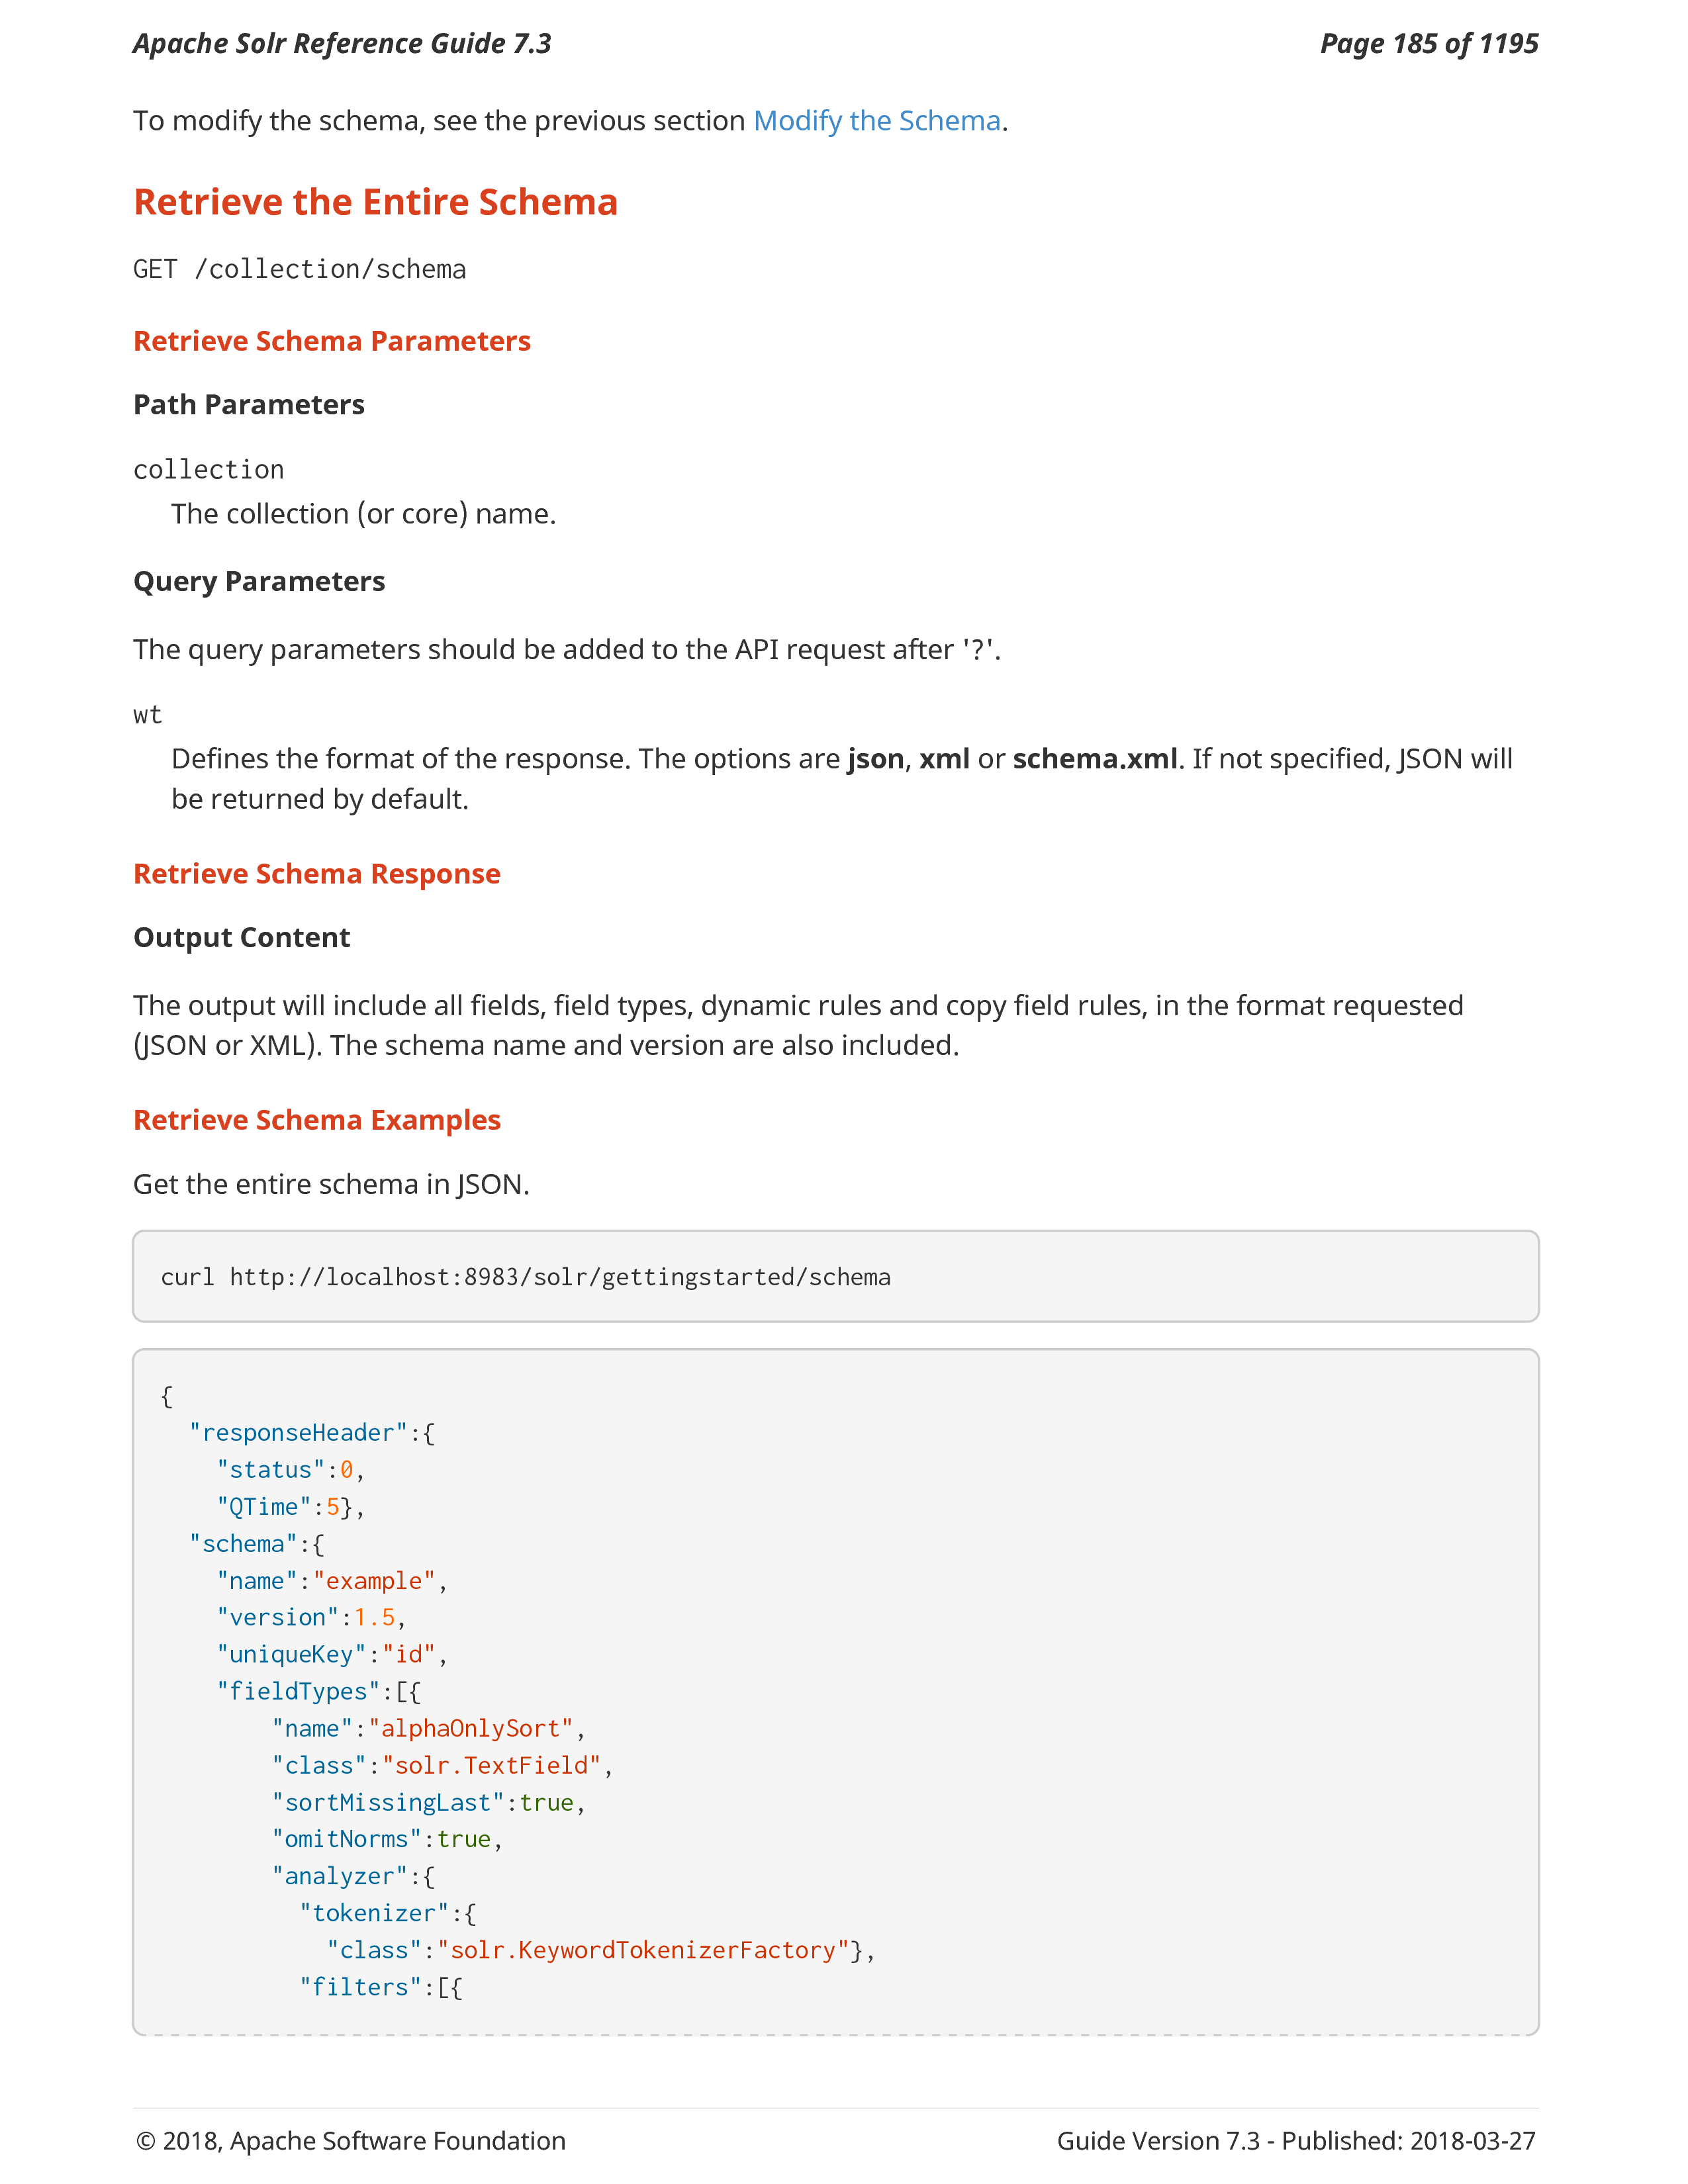 Apache Solr Reference Guide 7.3 Page 185 of 1195
To modify the schema, see the previous section Modify the Schema.
Retrieve the Entire Schema
GET /collection/schema
Retrieve Schema Parameters
Path Parameters
collection
The collection (or core) name.
Query Parameters
The query parameters should be added to the API request after '?'.
wt
Defines the format of the response. The options are json, xml or schema.xml. If not specified, JSON will
be returned by default.
Retrieve Schema Response
Output Content
The output will include all fields, field types, dynamic rules and copy field rules, in the format requested
(JSON or XML). The schema name and version are also included.
Retrieve Schema Examples
Get the entire schema in JSON.
curl http://localhost:8983/solr/gettingstarted/schema
{
  "responseHeader":{
    "status":0,
    "QTime":5},
  "schema":{
    "name":"example",
    "version":1.5,
    "uniqueKey":"id",
    "fieldTypes":[{
        "name":"alphaOnlySort",
        "class":"solr.TextField",
        "sortMissingLast":true,
        "omitNorms":true,
        "analyzer":{
          "tokenizer":{
            "class":"solr.KeywordTokenizerFactory"},
          "filters":[{
© 2018, Apache Software Foundation Guide Version 7.3 - Published: 2018-03-27